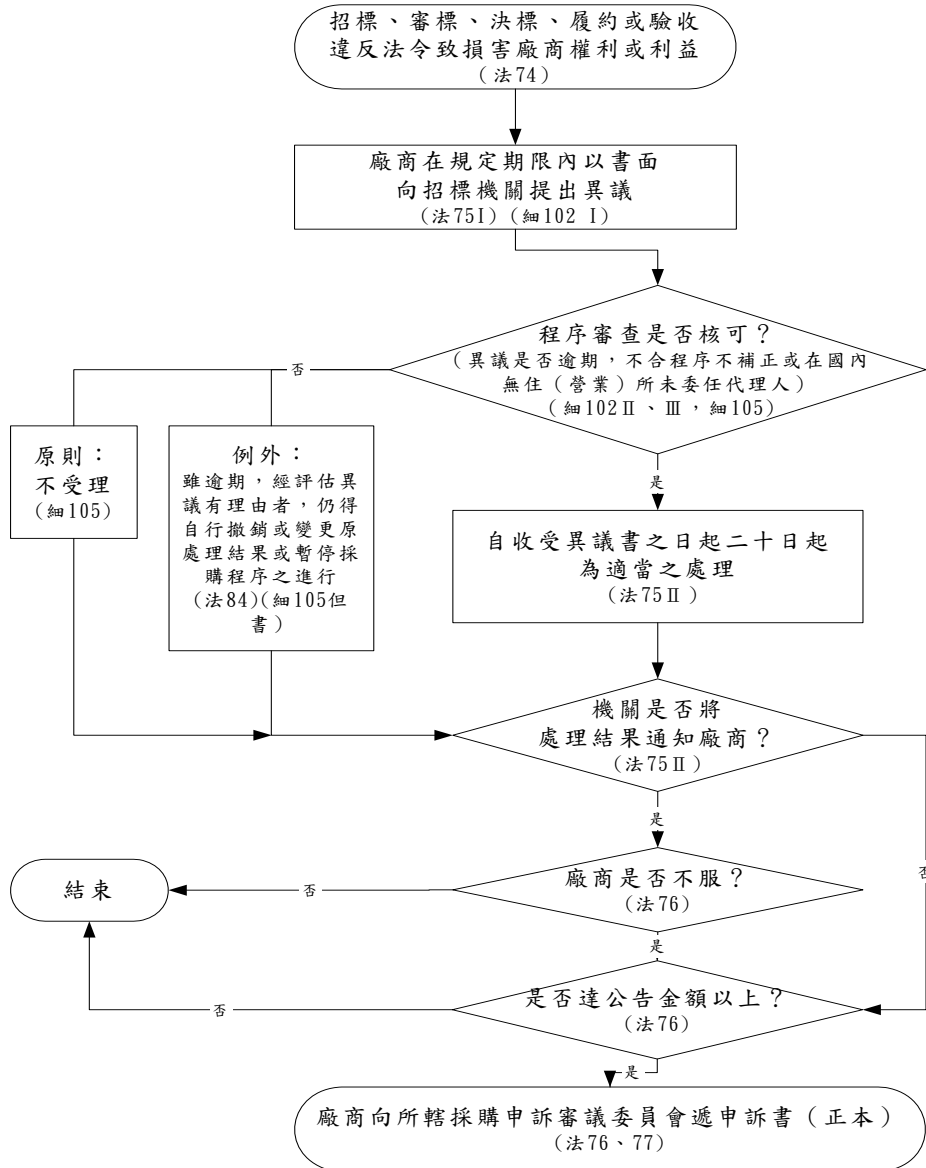 招標、審標、決標、履約或驗收
違反法令致損害廠商權利或利益
（法74）
廠商在規定期限內以書面
向招標機關提出異議
（法75I）（細102 I）
程序審查是否核可？
（異議是否逾期，不合程序不補正或在國內
無住（營業）所未委任代理人）
（細102Ⅱ、Ⅲ，細105）
否
是
原則：
不受理
（細105）
例外：
雖逾期，經評估異
議有理由者，仍得
自行撤銷或變更原
處理結果或暫停採
購程序之進行
(法84)(細105但
書)
自收受異議書之日起二十日起
為適當之處理
（法75Ⅱ）
機關是否將
處理結果通知廠商？
（法75Ⅱ）
是
否
廠商是否不服？
（法76）
否
結束
是
是否達公告金額以上？
（法76）
否
是
廠商向所轄採購申訴審議委員會遞申訴書（正本）
（法76、77）